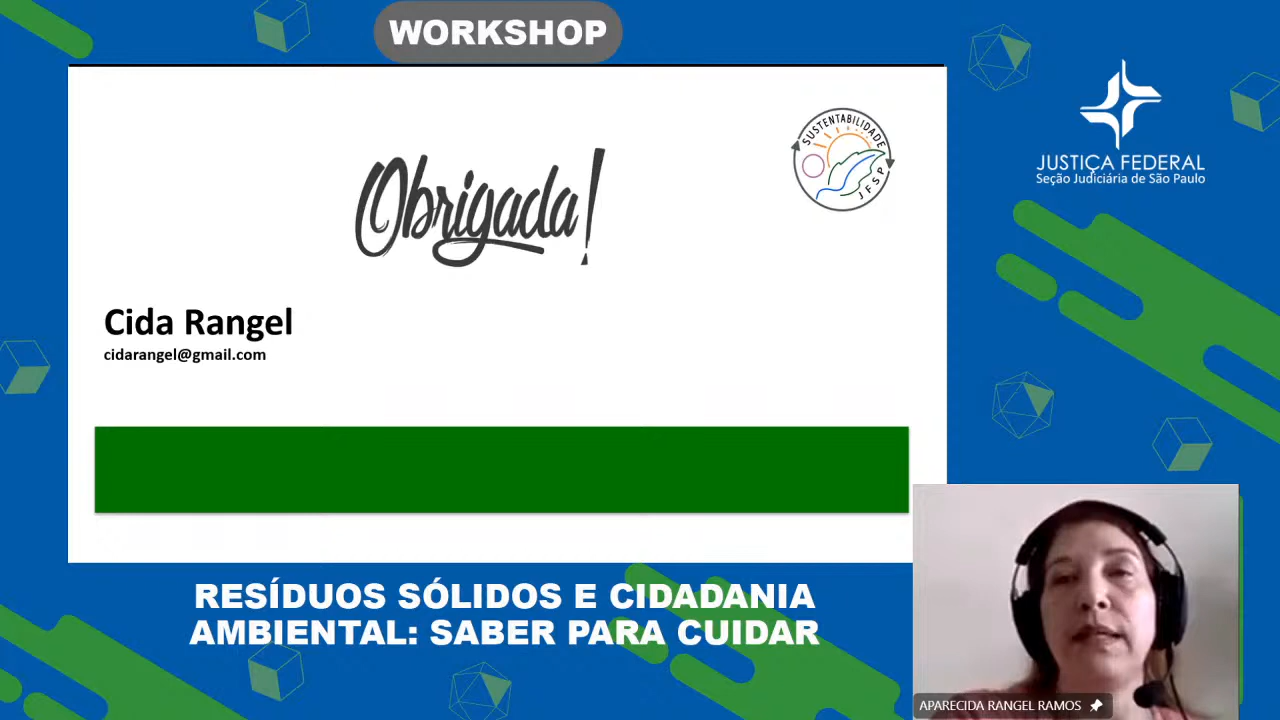 WORKSHOP
SUSTENTABILIDADE
JFSP
JUSTIÇA FEDERAL
Seção Judiciária de São Paulo
Obrigada!
Cida Rangel
cidarangel@gmail.com
RESÍDUOS SÓLIDOS E CIDADANIA
AMBIENTAL: SABER PARA CUIDAR
APARECIDA RANGEL RAMOS